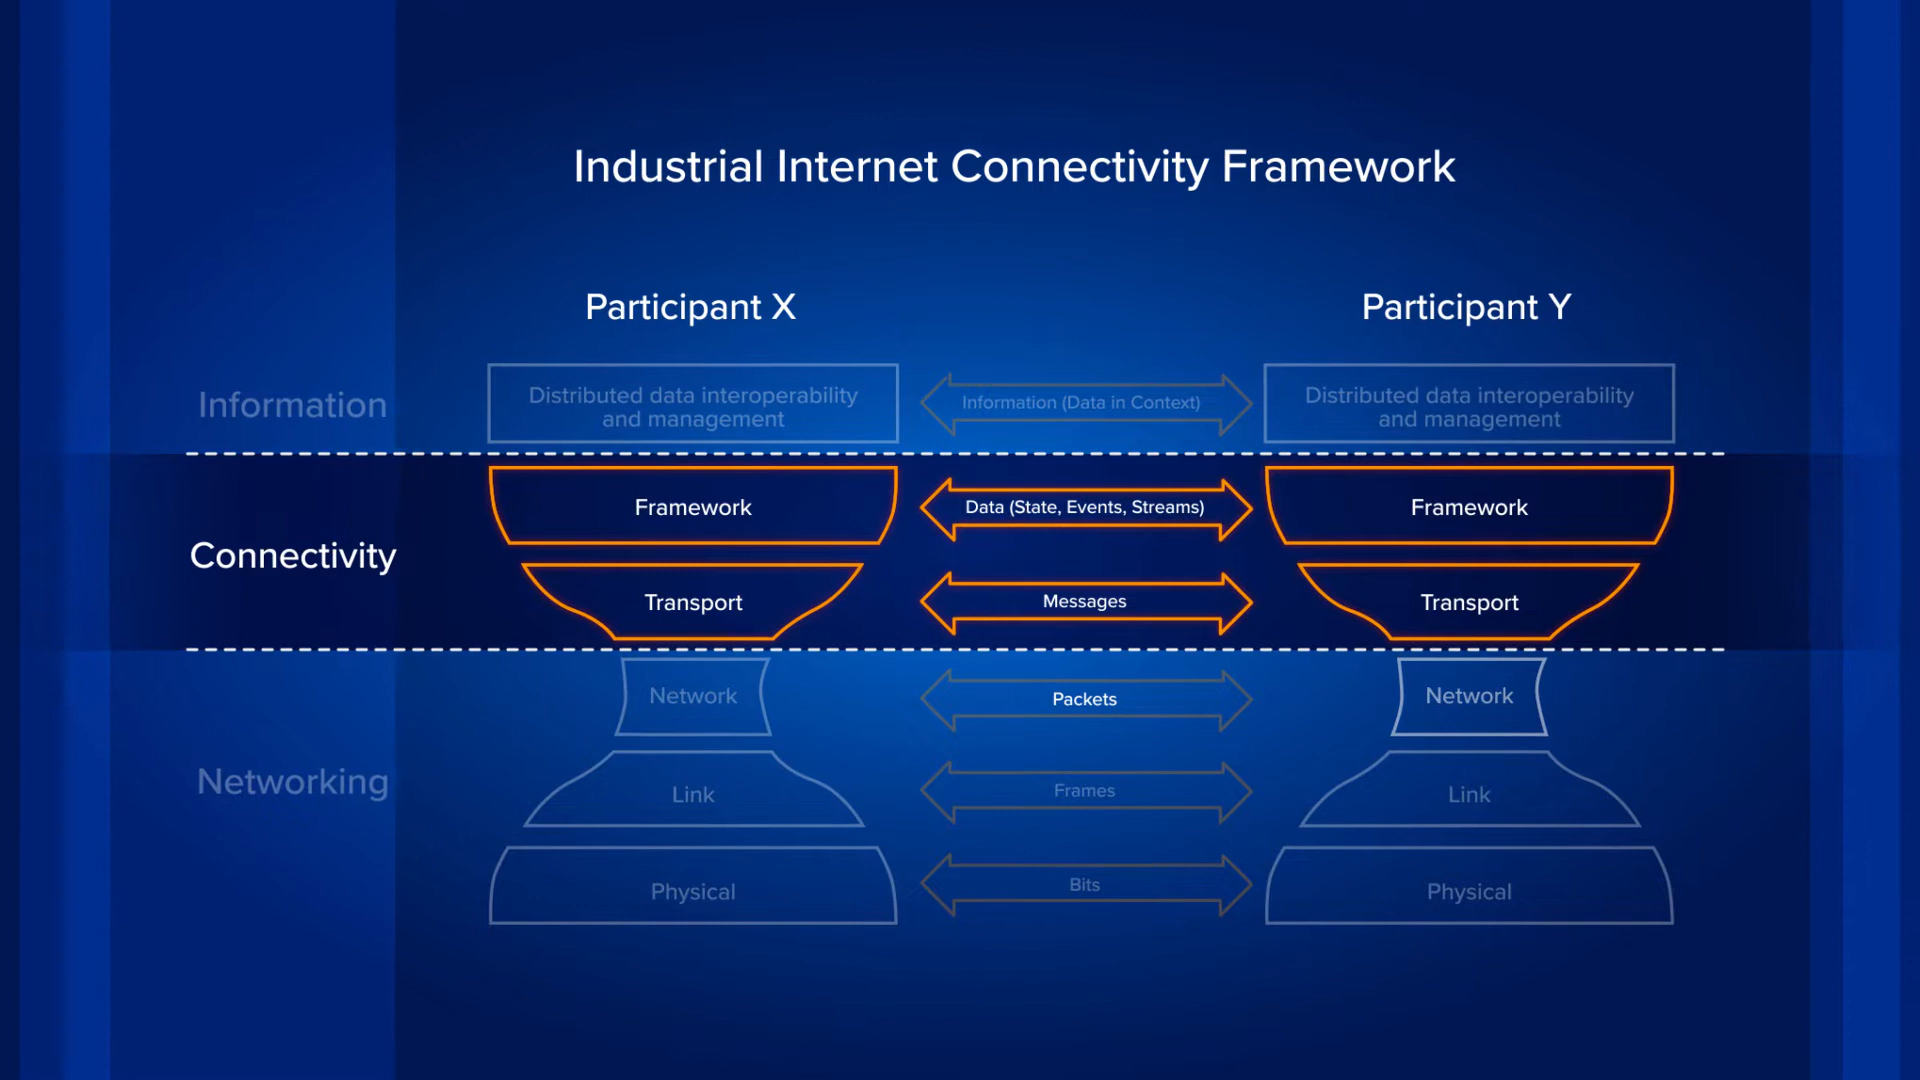 Industrial Internet Connectivity Framework
Participant X
Participant Y
Information
Distributed data interoperability
and management
Information (Data in Context)
Distributed data interoperability
and management
Connectivity
Framework
Data (State, Events, Streams)
Framework
Transport
Messages
Transport
Networking
Network
Packets
Network
Link
Frames
Link
Physical
Bits
Physical